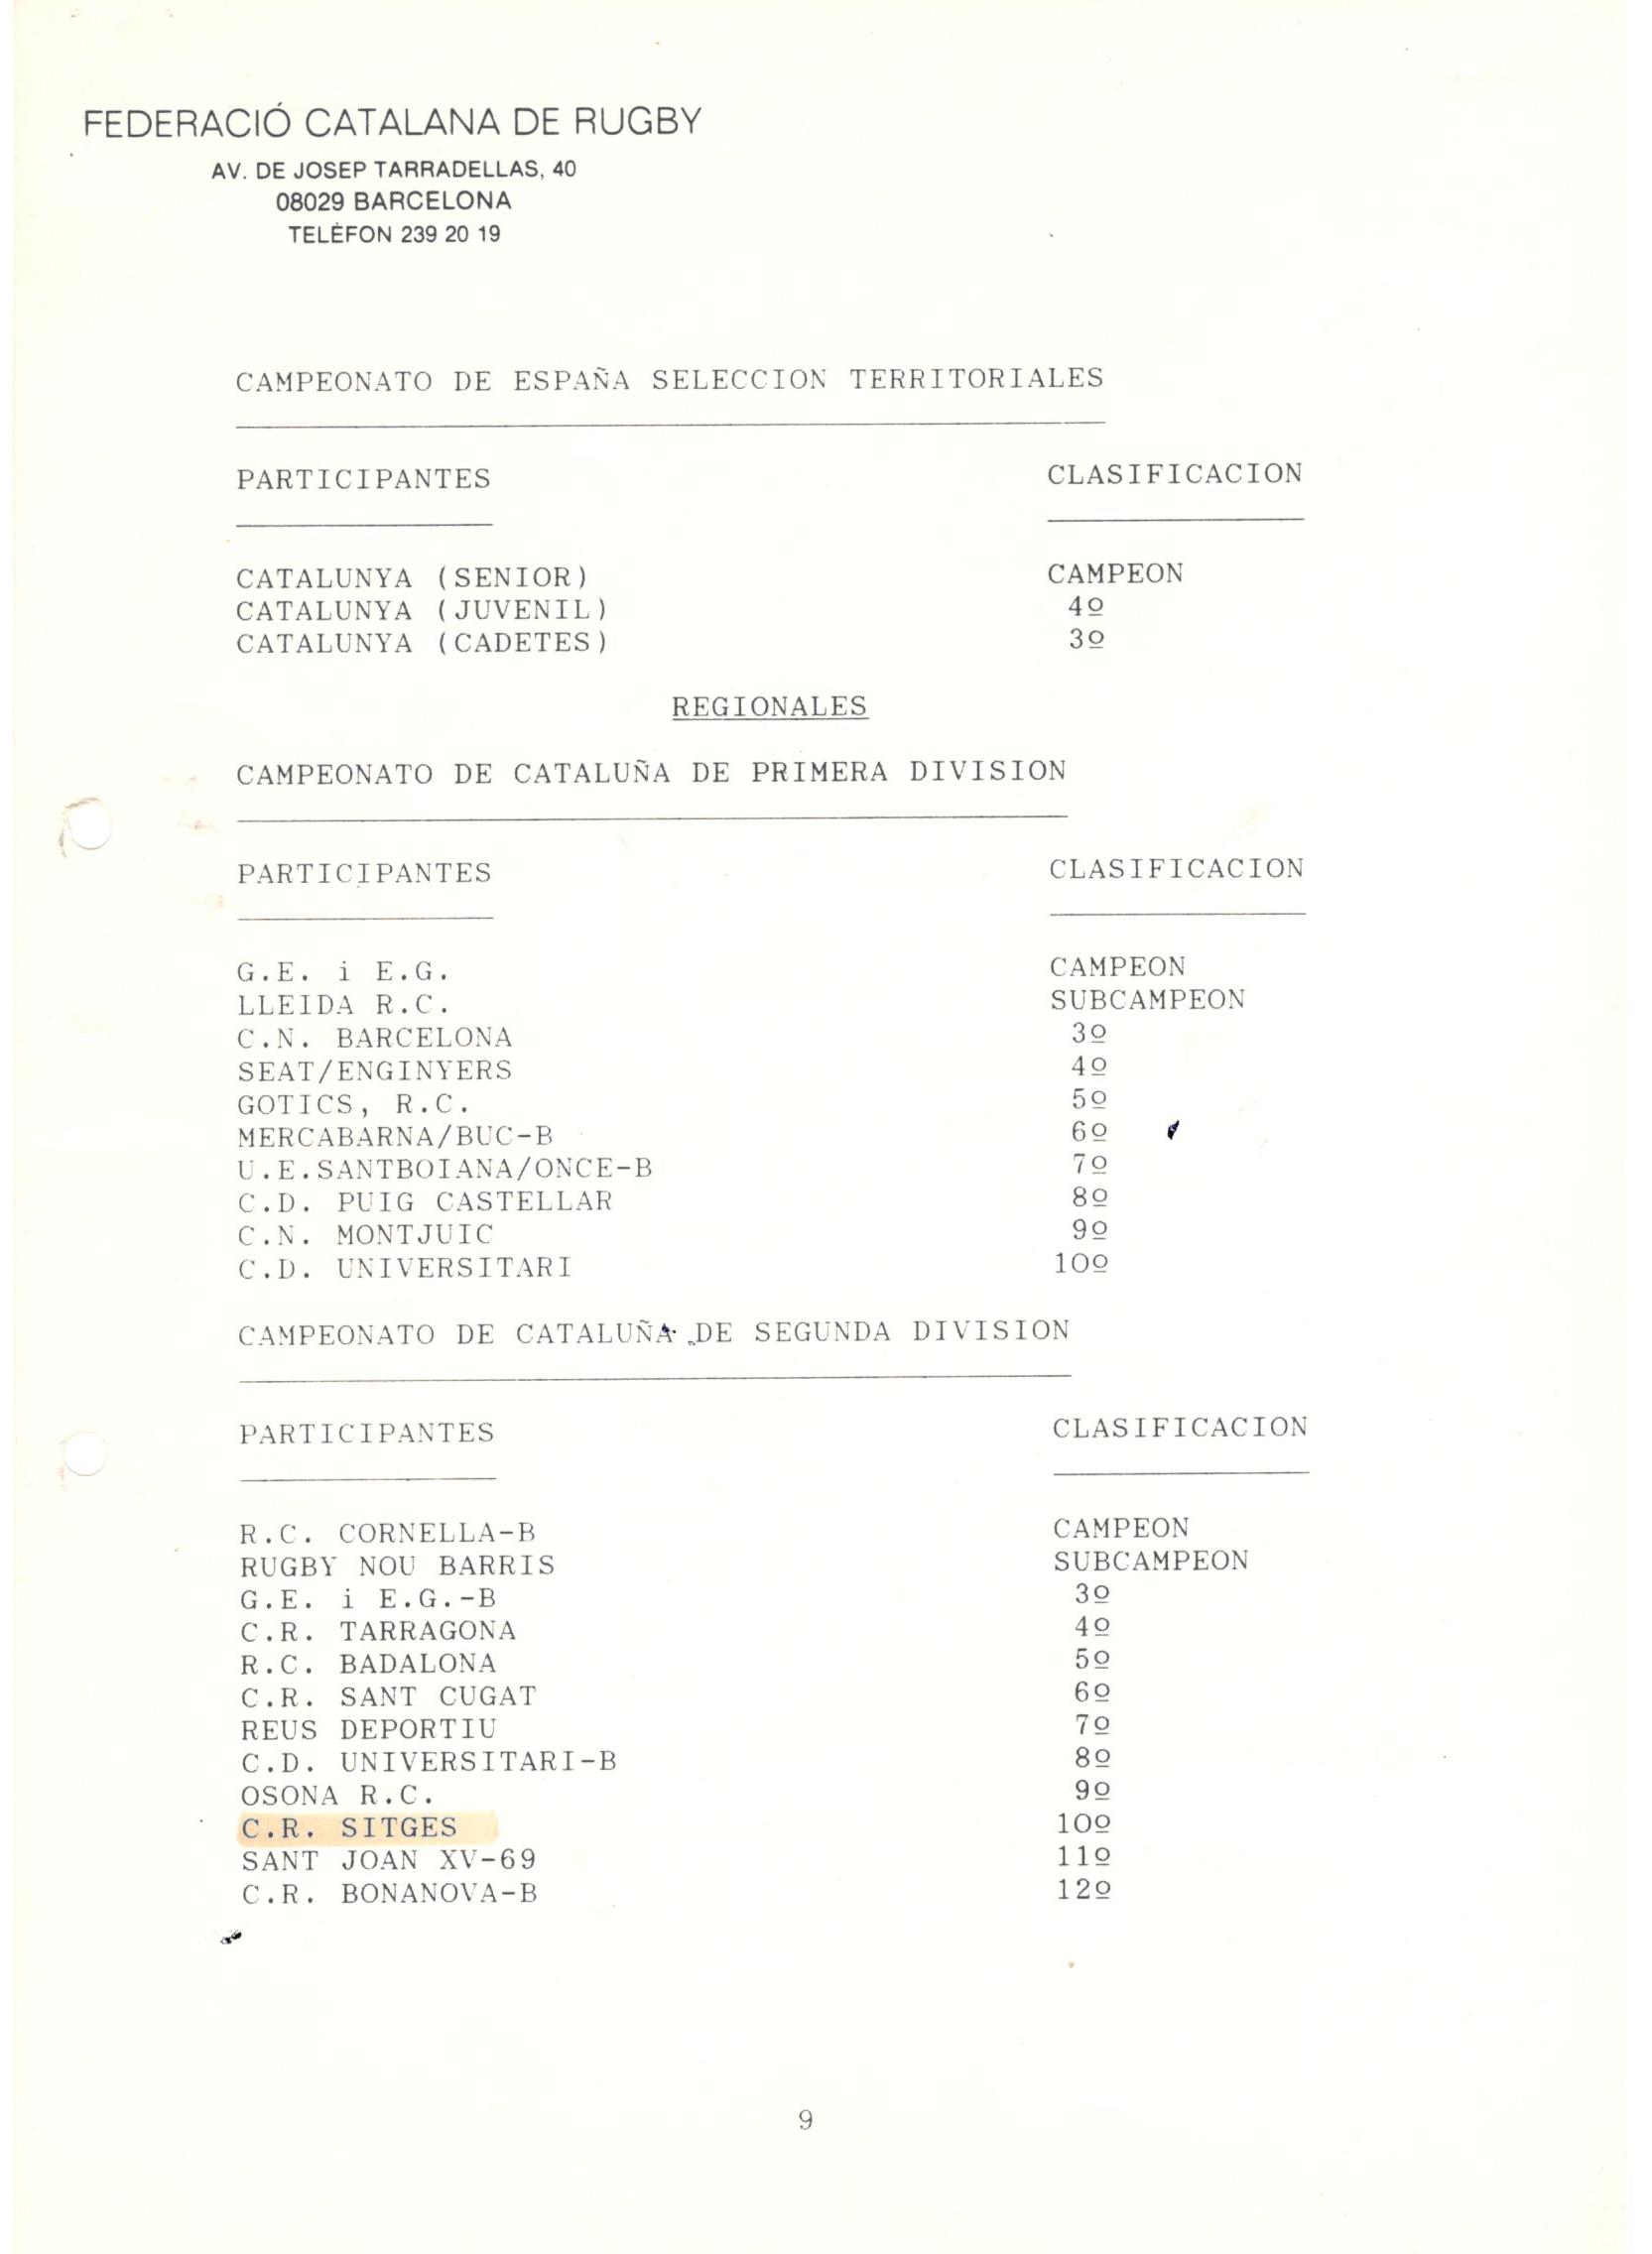 FEDERACIÓ CATALANA DE RUGBY
AV. DE JOSEP TARRADELLAS, 40
08029 BARCELONA
TELÈFON 239 20 19
CAMPEONATO DE ESPAÑA SELECCION TERRITORIALES
PARTICIPANTES CLASIFICACION
CATALUNYA (SENIOR) CAMPEON
CATALUNYA (JUVENIL) 4º
CATALUNYA (CADETES) 3º
REGIONALES
CAMPEONATO DE CATALUÑA DE PRIMERA DIVISION
PARTICIPANTES CLASIFICACION
G.E. i E.G. CAMPEON
LLEIDA R.C. SUBCAMPEON
C.N. BARCELONA 3º
SEAT/ENGINYERS 4º
GOTICS, R.C. 5º
MERCABARNA/BUC-B 6º
U.E.SANTBOIANA/ONCE-B 7º
C.D. PUIG CASTELLAR 8º
C.N. MONTJUIC 9º
C.D. UNIVERSITARI 10º
CAMPEONATO DE CATALUÑA DE SEGUNDA DIVISION
PARTICIPANTES CLASIFICACION
R.C. CORNELLA-B CAMPEON
RUGBY NOU BARRIS SUBCAMPEON
G.E. i E.G.-B 3º
C.R. TARRAGONA 4º
R.C. BADALONA 5º
C.R. SANT CUGAT 6º
REUS DEPORTIU 7º
C.D. UNIVERSITARI-B 8º
OSONA R.C. 9º
C.R. SITGES 10º
SANT JOAN XV-69 11º
C.R. BONANOVA-B 12º
9